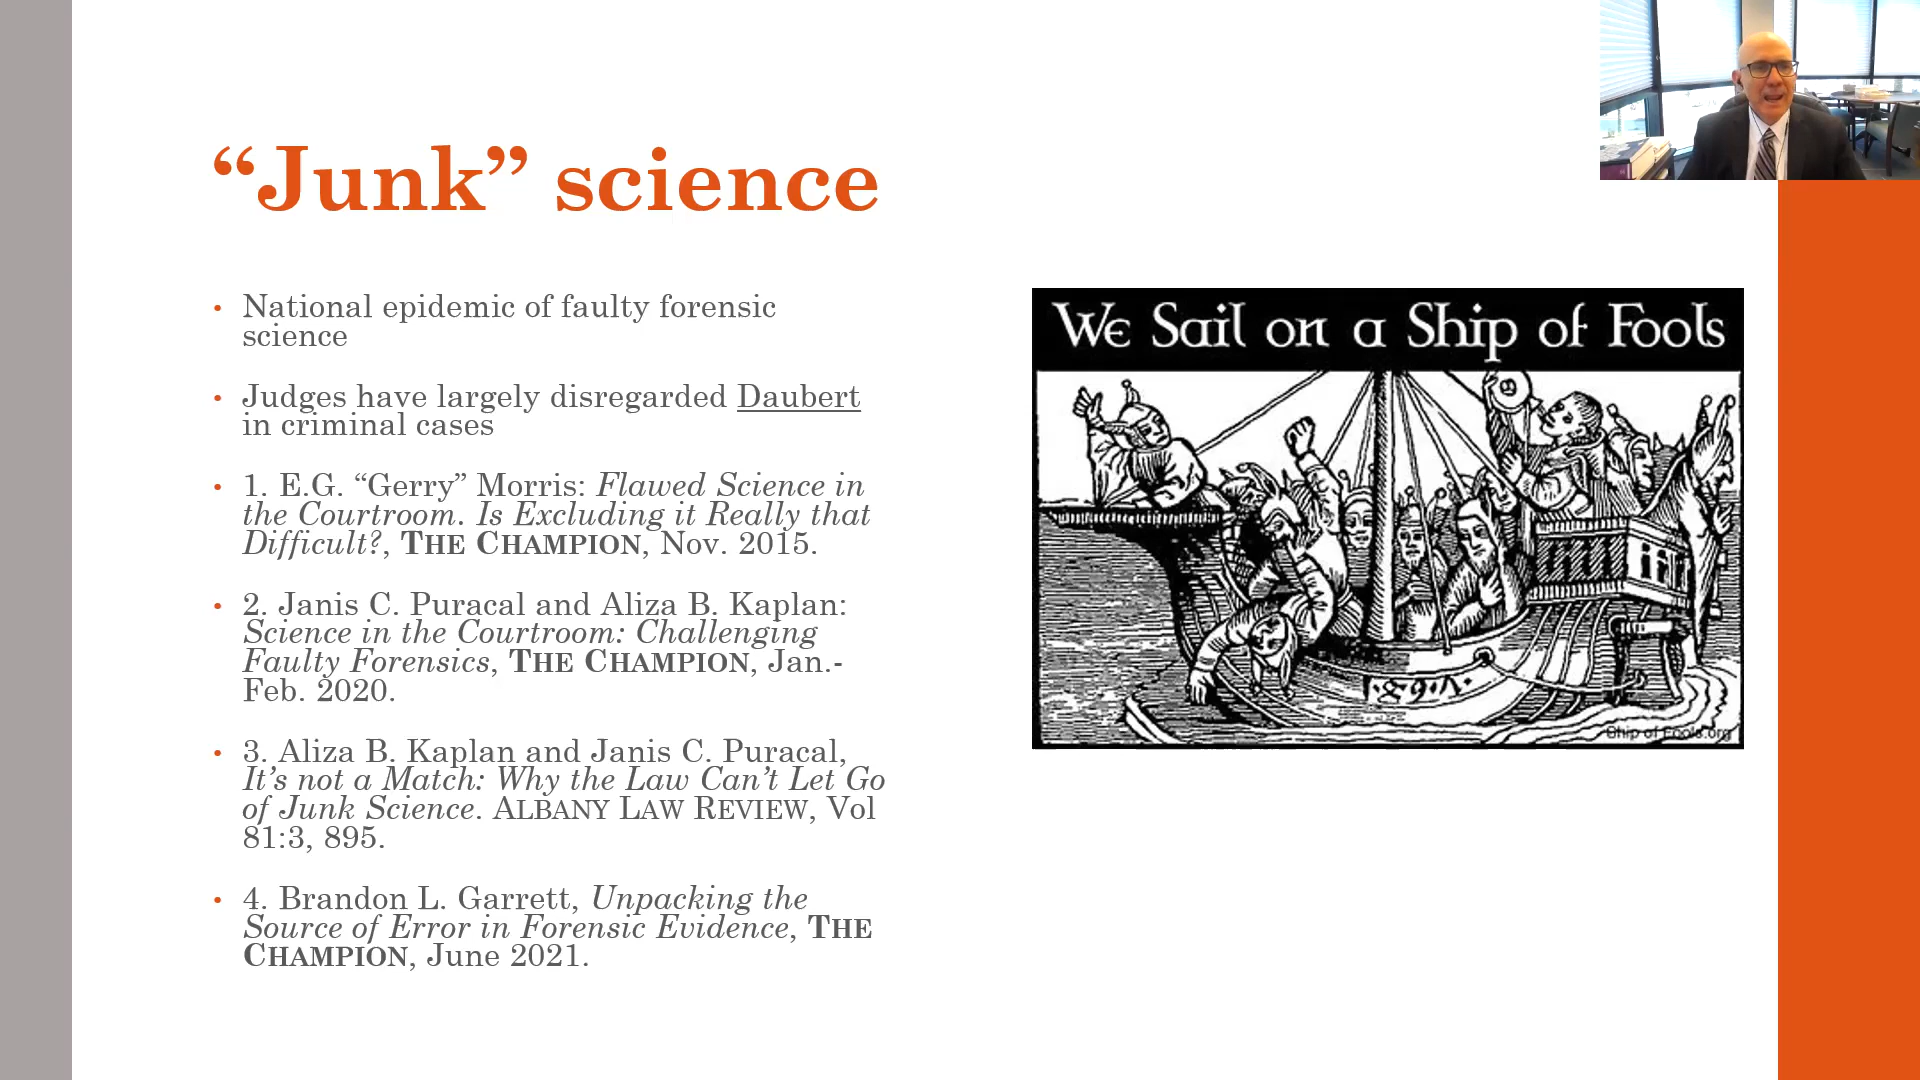 “Junk” science
• National epidemic of faulty forensic
science
• Judges have largely disregarded Daubert
in criminal cases
• 1. E.G. “Gerry” Morris: Flawed Science in
the Courtroom. Is Excluding it Really that
Difficult?, THE CHAMPION, Nov. 2015.
• 2. Janis C. Puracal and Aliza B. Kaplan:
Science in the Courtroom: Challenging
Faulty Forensics, THE CHAMPION, Jan.-
Feb. 2020.
• 3. Aliza B. Kaplan and Janis C. Puracal,
It’s not a Match: Why the Law Can’t Let Go
of Junk Science. ALBANY LAW REVIEW, Vol
81:3, 895.
• 4. Brandon L. Garrett, Unpacking the
Source of Error in Forensic Evidence, THE
CHAMPION, June 2021.
We Sail on a Ship of Fools
Ship of Fools.org